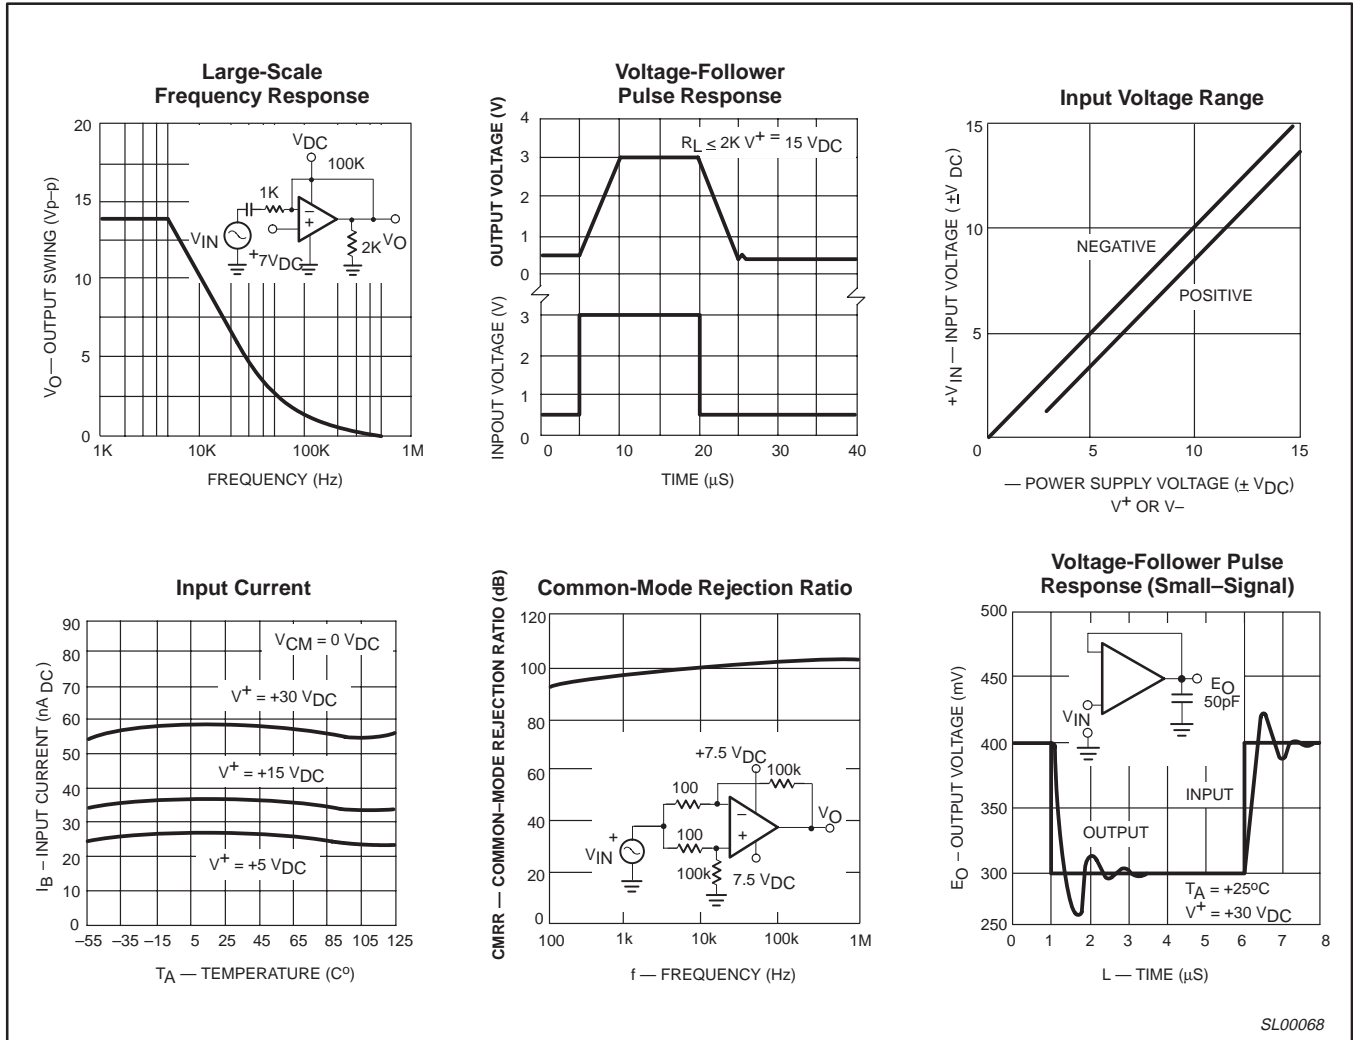 Large-Scale
Frequency Response
VO — OUTPUT SWING (Vp–p)
20
15
10
5
0
1K 10K 100K 1M
FREQUENCY (Hz)
VDC
100K
1K
–
+
VIN
+7VDC
2K
VO
Voltage-Follower
Pulse Response
OUTPUT VOLTAGE (V)
4
3
2
1
0
RL ≤ 2K V+ = 15 VDC
INPOUT VOLTAGE (V)
3
2
1
0
0 10 20 30 40
TIME (µS)
Input Voltage Range
+VIN — INPUT VOLTAGE (±V DC)
15
10
5
NEGATIVE
POSITIVE
0 5 10 15
— POWER SUPPLY VOLTAGE (± VDC)
V+ OR V–
Input Current
IB – INPUT CURRENT (nA DC)
90
80
70
60
50
40
30
20
10
0
VCM = 0 VDC
V+ = +30 VDC
V+ = +15 VDC
V+ = +5 VDC
–55 –35 –15 5 25 45 65 85 105 125
TA — TEMPERATURE (Co)
Common-Mode Rejection Ratio
CMRR — COMMON–MODE REJECTION RATIO (dB)
120
100
80
60
40
20
0
+7.5 VDC
100k
100
–
VO
+
100
+
VIN
100k
7.5 VDC
100 1k 10k 100k 1M
f — FREQUENCY (Hz)
Voltage-Follower Pulse
Response (Small–Signal)
EO – OUTPUT VOLTAGE (mV)
500
450
400
350
300
250
EO
50pF
VIN
INPUT
OUTPUT
TA = +25oC
V+ = +30 VDC
0 1 2 3 4 5 6 7 8
L — TIME (µS)
SL00068